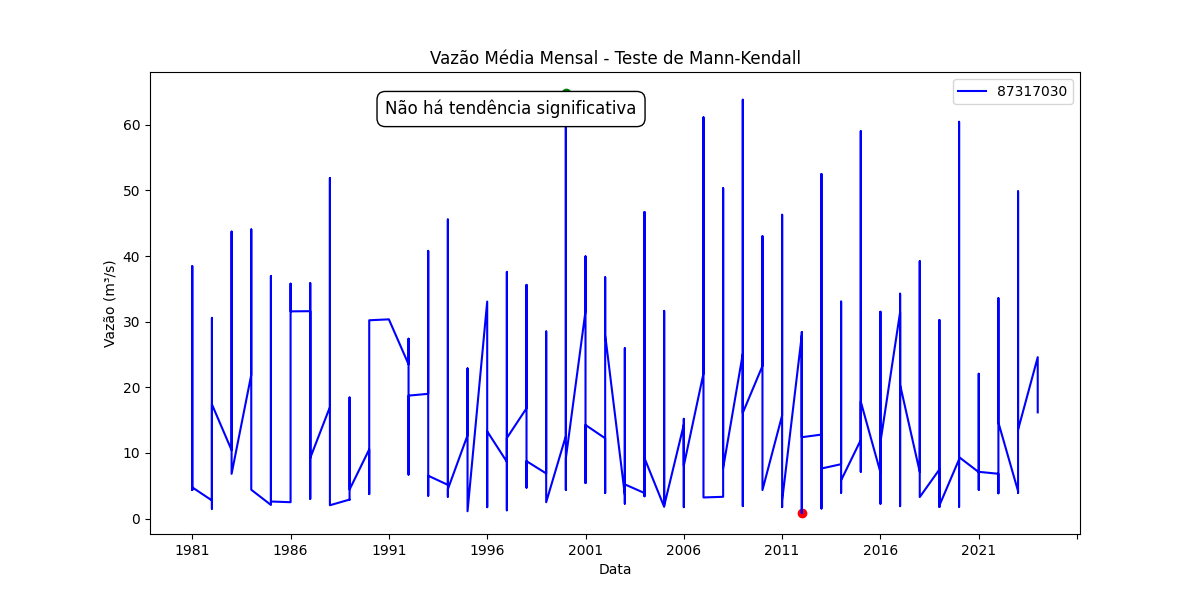 Vazão Média Mensal - Teste de Mann-Kendall
Não há tendência significativa
87317030
Vazão (m³/s)
60
50
40
30
20
10
0
1981 1986 1991 1996 2001 2006 2011 2016 2021
Data